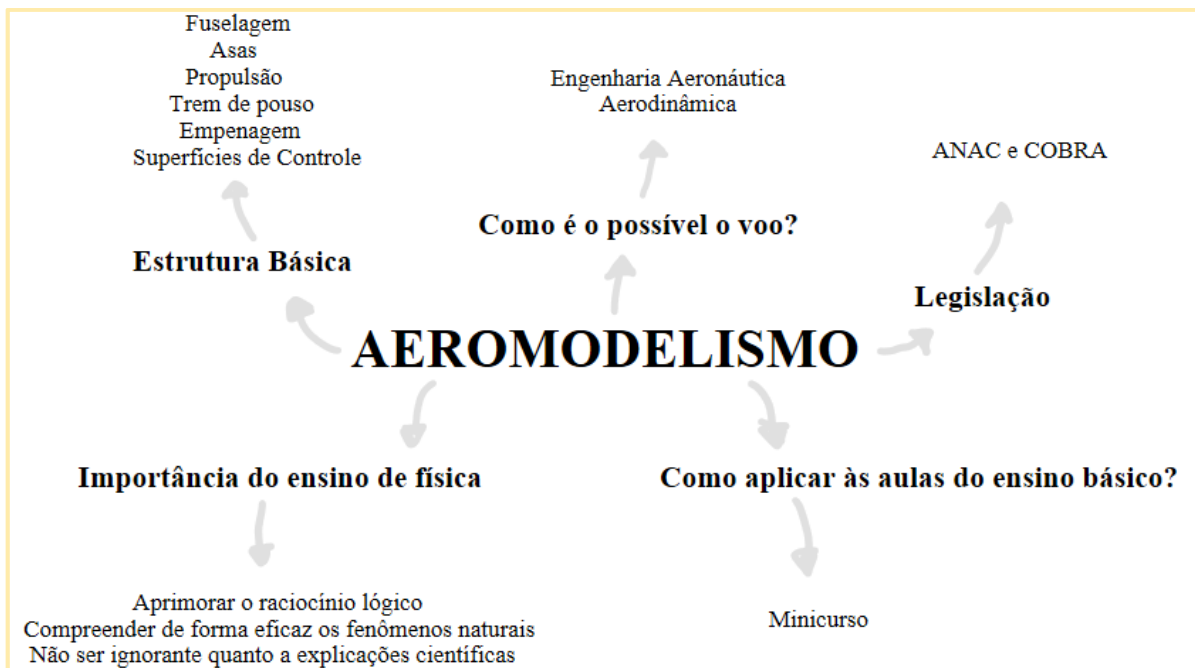 Fuselagem
Asas
Propulsão
Trem de pouso
Empenagem
Superfícies de Controle
Estrutura Básica
Engenharia Aeronáutica
Aerodinâmica
Como é o possível o voo?
ANAC e COBRA
Legislação
AEROMODELISMO
Importância do ensino de física
Aprimorar o raciocínio lógico
Compreender de forma eficaz os fenômenos naturais
Não ser ignorante quanto a explicações científicas
Como aplicar às aulas do ensino básico?
Minicurso